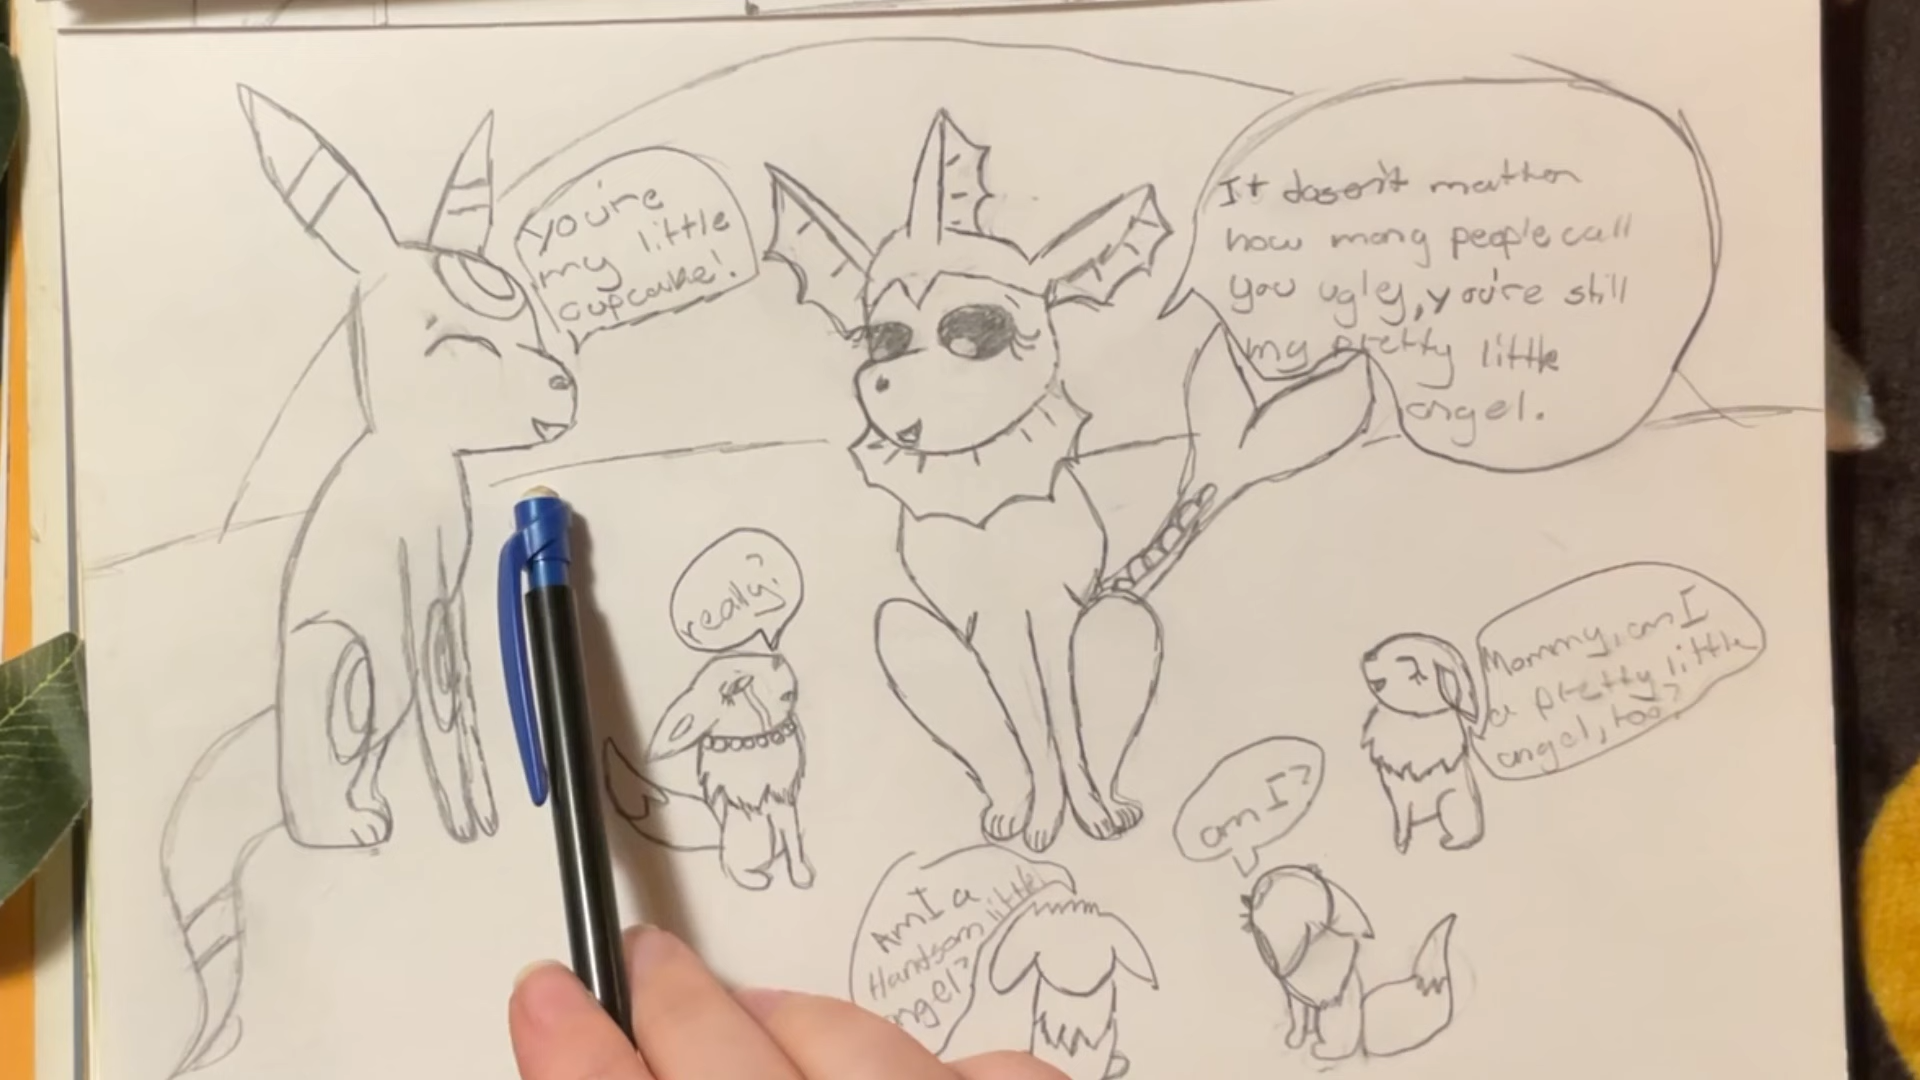 you're
my little
cupcake!
It doesn't matter
how many people call
you ugly, you're still
my pretty little
angel.
really?
Mommy, am I
a pretty little
angel, too?
am I?
Am I a
Handsom little
angel?